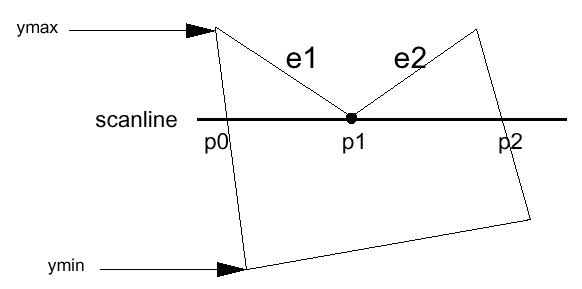 ymax
e1 e2
scanline
p0 p1 p2
ymin